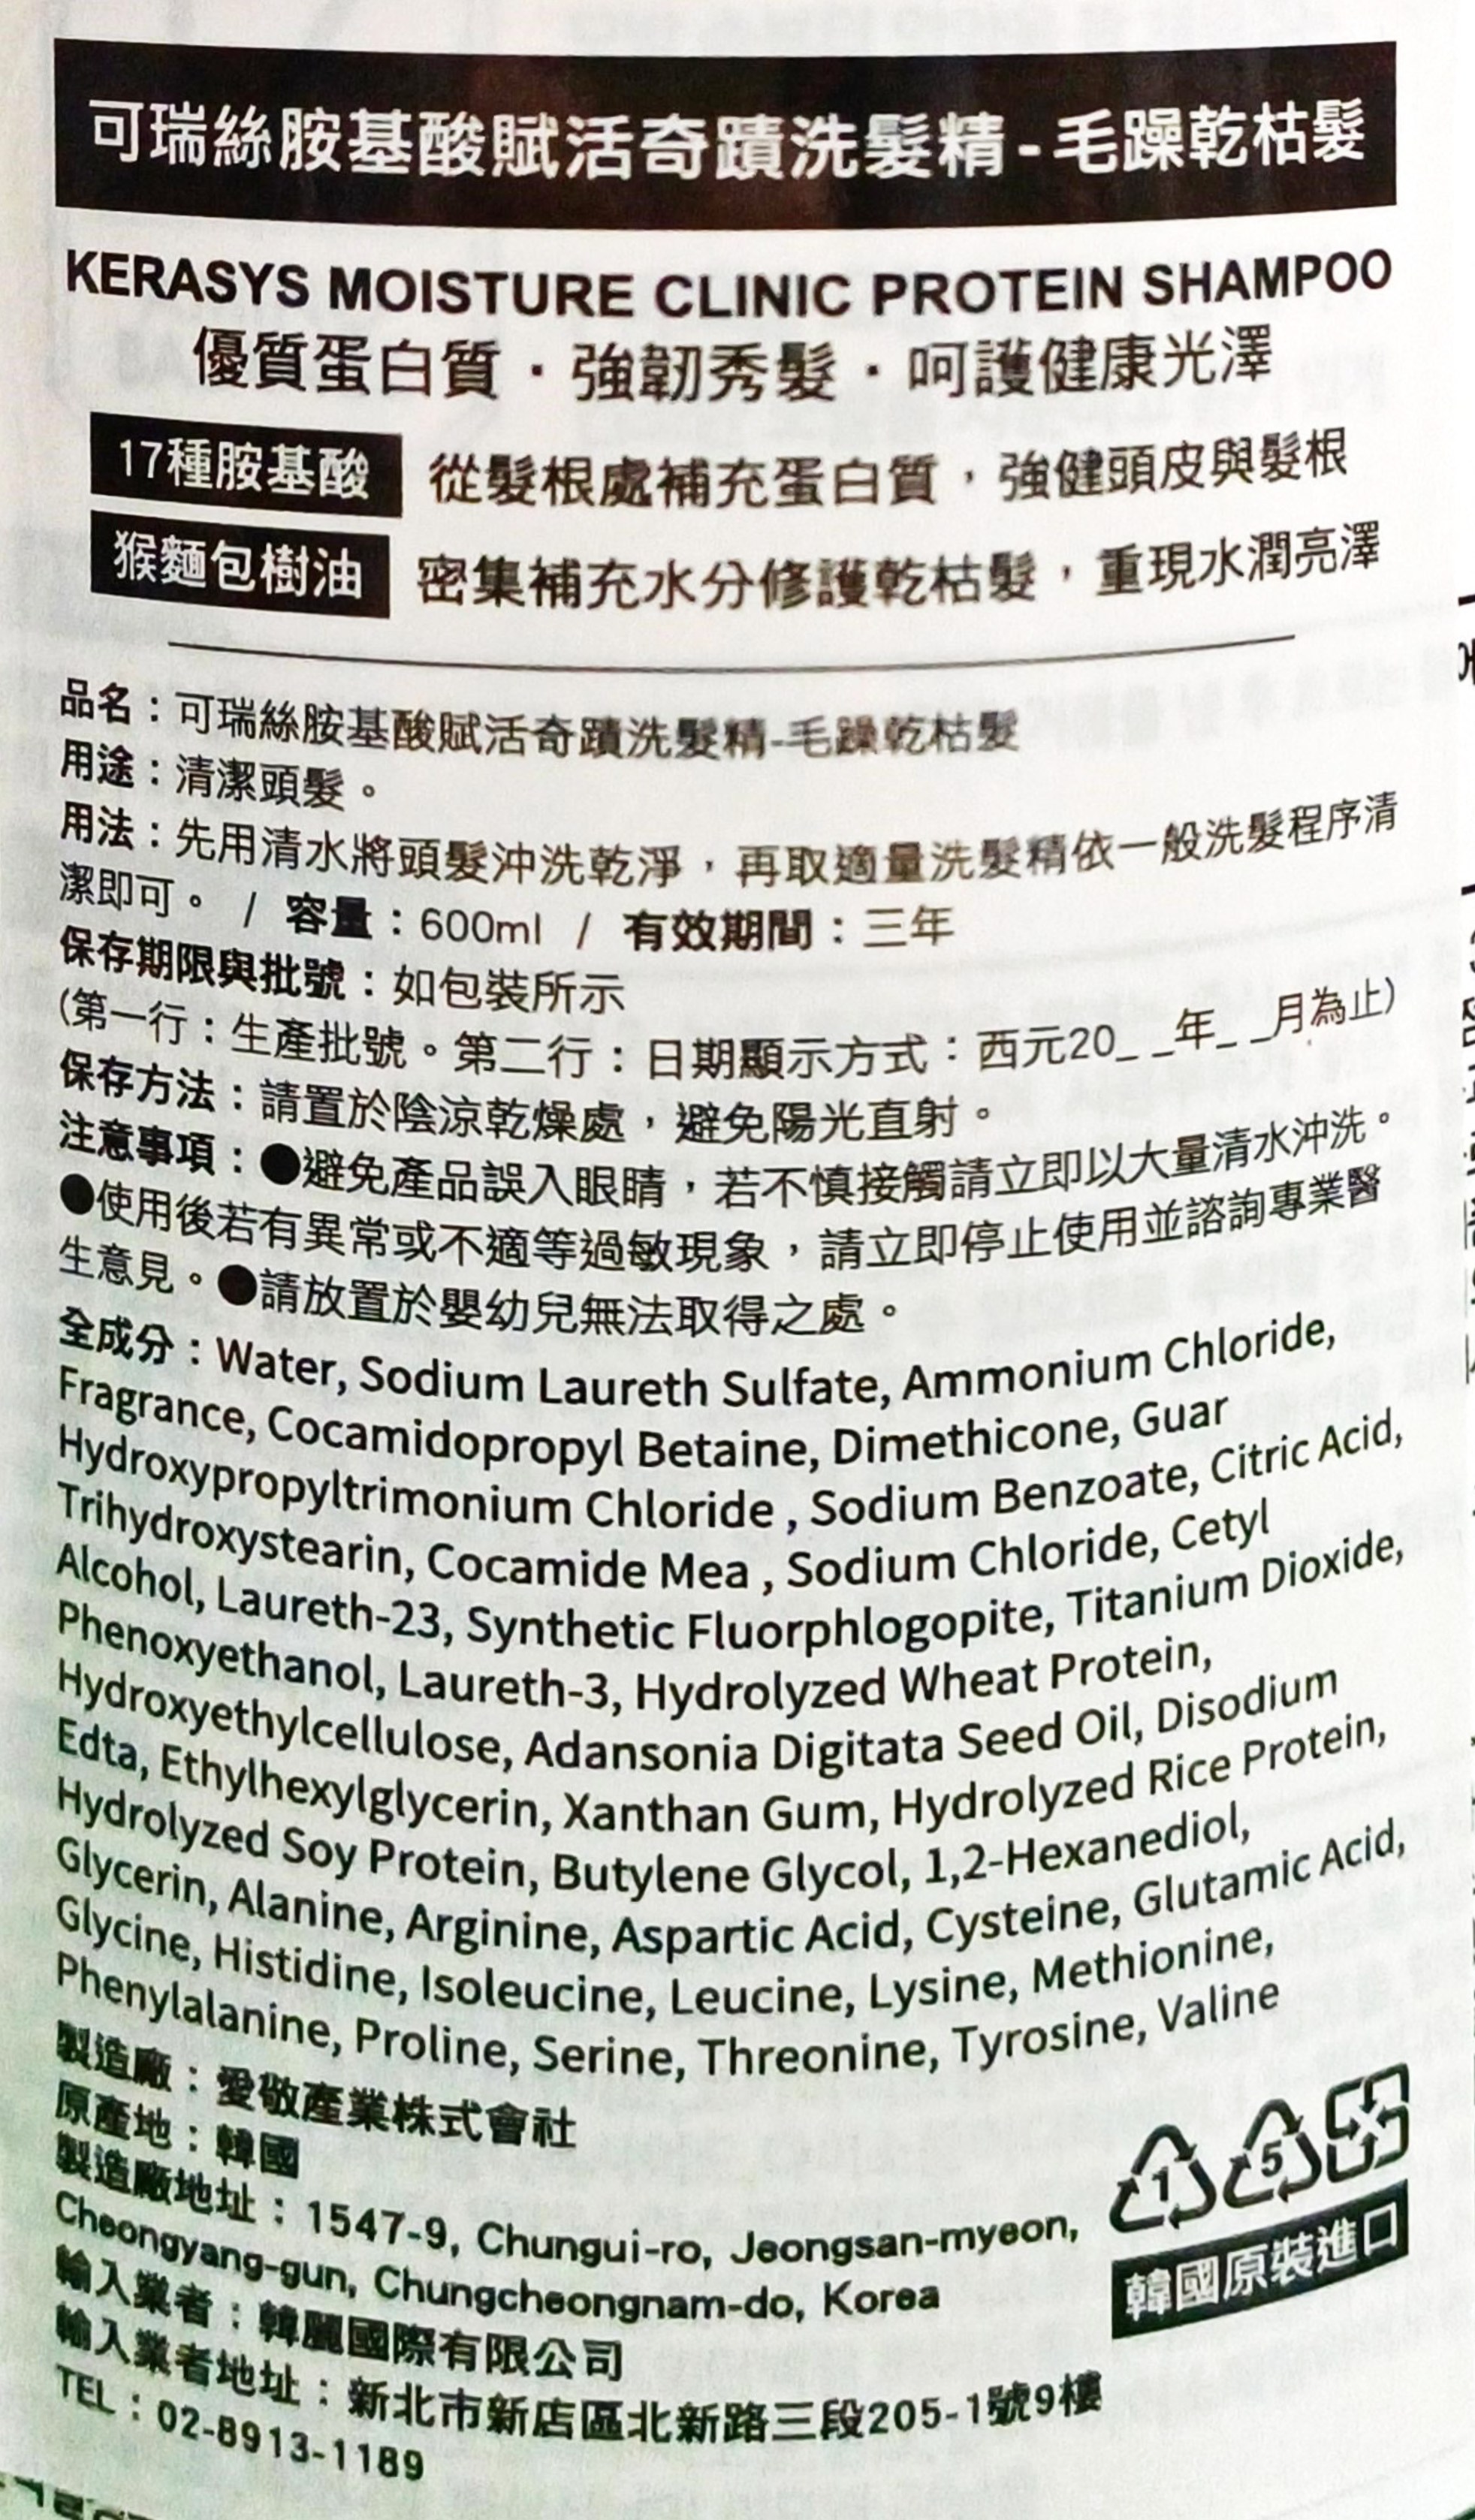 可瑞絲胺基酸賦活奇蹟洗髮精-毛躁乾枯髮
KERASYS MOISTURE CLINIC PROTEIN SHAMPOO
優質蛋白質・強韌秀髮・呵護健康光澤
17種胺基酸 從髮根處補充蛋白質，強健頭皮與髮根
猴麵包樹油 密集補充水分修護乾枯髮，重現水潤亮澤
品名：可瑞絲胺基酸賦活奇蹟洗髮精-毛躁乾枯髮
用途：清潔頭髮。
用法：先用清水將頭髮沖洗乾淨，再取適量洗髮精依一般洗髮程序清
潔即可。 / 容量：600ml / 有效期間：三年
保存期限與批號：如包裝所示
(第一行：生產批號。第二行：日期顯示方式：西元20_ _年_ _月為止)
保存方法：請置於陰涼乾燥處，避免陽光直射。
注意事項：●避免產品誤入眼睛，若不慎接觸請立即以大量清水沖洗。
●使用後若有異常或不適等過敏現象，請立即停止使用並諮詢專業醫
生意見。●請放置於嬰幼兒無法取得之處。
全成分：Water, Sodium Laureth Sulfate, Ammonium Chloride,
Fragrance, Cocamidopropyl Betaine, Dimethicone, Guar
Hydroxypropyltrimonium Chloride , Sodium Benzoate, Citric Acid,
Trihydroxystearin, Cocamide Mea , Sodium Chloride, Cetyl
Alcohol, Laureth-23, Synthetic Fluorphlogopite, Titanium Dioxide,
Phenoxyethanol, Laureth-3, Hydrolyzed Wheat Protein,
Hydroxyethylcellulose, Adansonia Digitata Seed Oil, Disodium
Edta, Ethylhexylglycerin, Xanthan Gum, Hydrolyzed Rice Protein,
Hydrolyzed Soy Protein, Butylene Glycol, 1,2-Hexanediol,
Glycerin, Alanine, Arginine, Aspartic Acid, Cysteine, Glutamic Acid,
Glycine, Histidine, Isoleucine, Leucine, Lysine, Methionine,
Phenylalanine, Proline, Serine, Threonine, Tyrosine, Valine
製造廠：愛敬產業株式會社
原產地：韓國
製造廠地址：1547-9, Chungui-ro, Jeongsan-myeon,
Cheongyang-gun, Chungcheongnam-do, Korea
輸入業者：韓麗國際有限公司
輸入業者地址：新北市新店區北新路三段205-1號9樓
TEL：02-8913-1189
1 5
韓國原裝進口